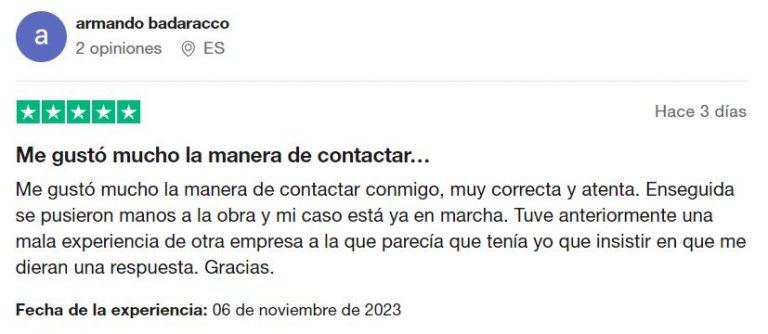 a
armando badaracco
2 opiniones ES
Hace 3 días
Me gustó mucho la manera de contactar…
Me gustó mucho la manera de contactar conmigo, muy correcta y atenta. Enseguida
se pusieron manos a la obra y mi caso está ya en marcha. Tuve anteriormente una
mala experiencia de otra empresa a la que parecía que tenía yo que insistir en que me
dieran una respuesta. Gracias.
Fecha de la experiencia: 06 de noviembre de 2023